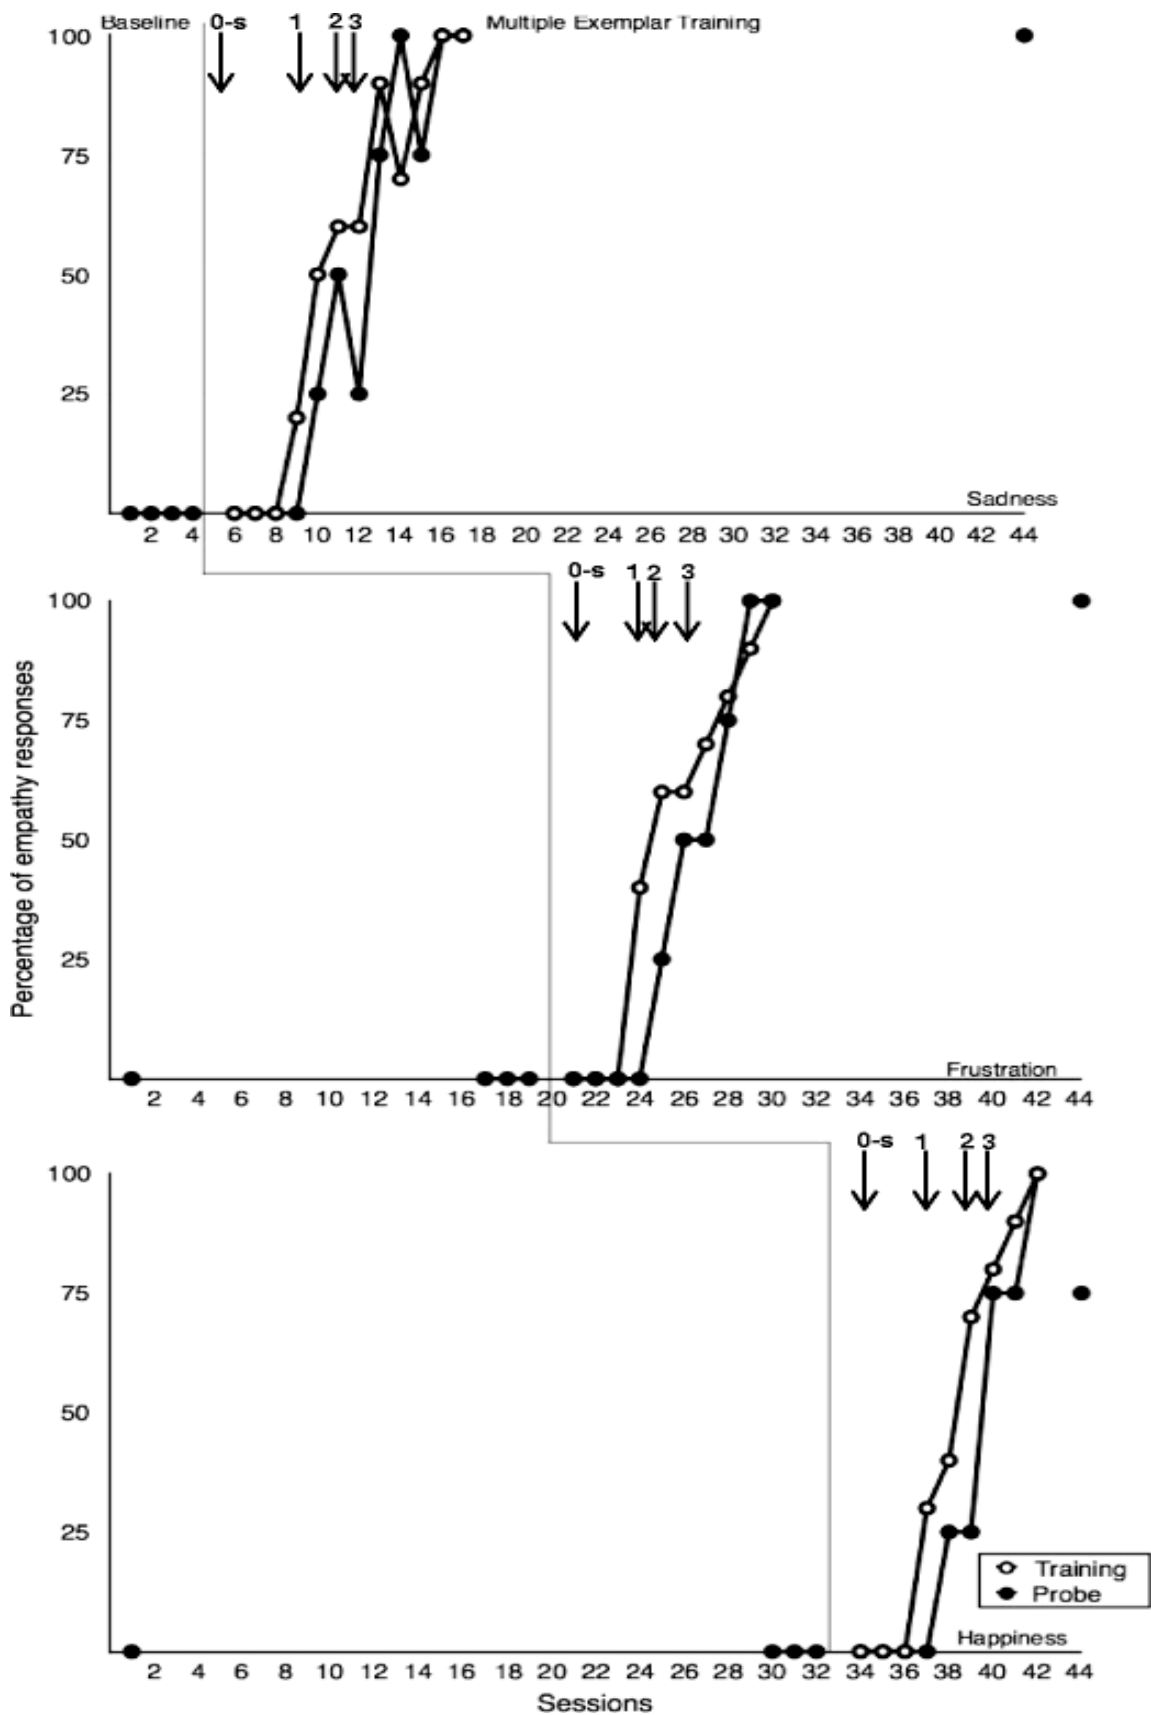 Baseline 0-s 1 2 3 Multiple Exemplar Training
100
75
50
25
Sadness
2 4 6 8 10 12 14 16 18 20 22 24 26 28 30 32 34 36 38 40 42 44
0-s 1 2 3
100
75
50
25
Percentage of empathy responses
Frustration
2 4 6 8 10 12 14 16 18 20 22 24 26 28 30 32 34 36 38 40 42 44
0-s 1 2 3
100
75
50
25
Training
Probe
Happiness
2 4 6 8 10 12 14 16 18 20 22 24 26 28 30 32 34 36 38 40 42 44
Sessions